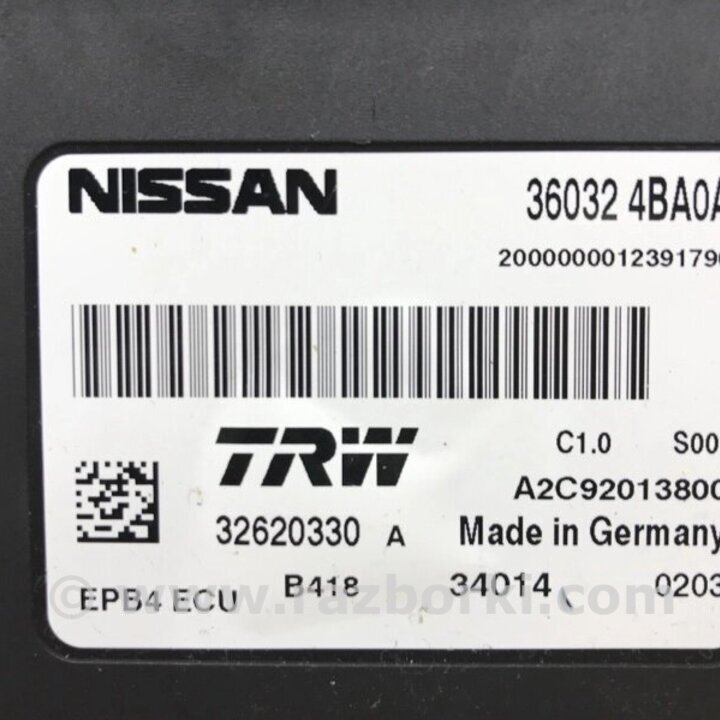 NISSAN 36032 4BA0A
2000000012391790
TRW C1.0 S00
A2C92013800
32620330 A Made in Germany
EPB4 ECU B418 34014 0203
© www.razborki.com